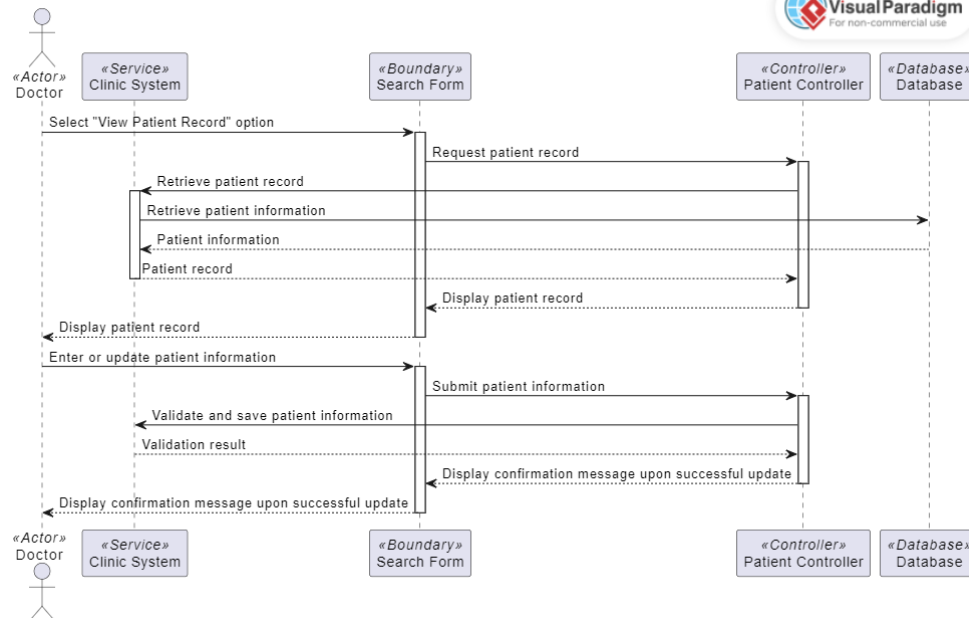 Visual Paradigm
For non-commercial use
«Actor»
Doctor
«Service»
Clinic System
«Boundary»
Search Form
«Controller»
Patient Controller
«Database»
Database
Select "View Patient Record" option
Request patient record
Retrieve patient record
Retrieve patient information
Patient information
Patient record
Display patient record
Display patient record
Enter or update patient information
Submit patient information
Validate and save patient information
Validation result
Display confirmation message upon successful update
Display confirmation message upon successful update
«Actor»
Doctor
«Service»
Clinic System
«Boundary»
Search Form
«Controller»
Patient Controller
«Database»
Database